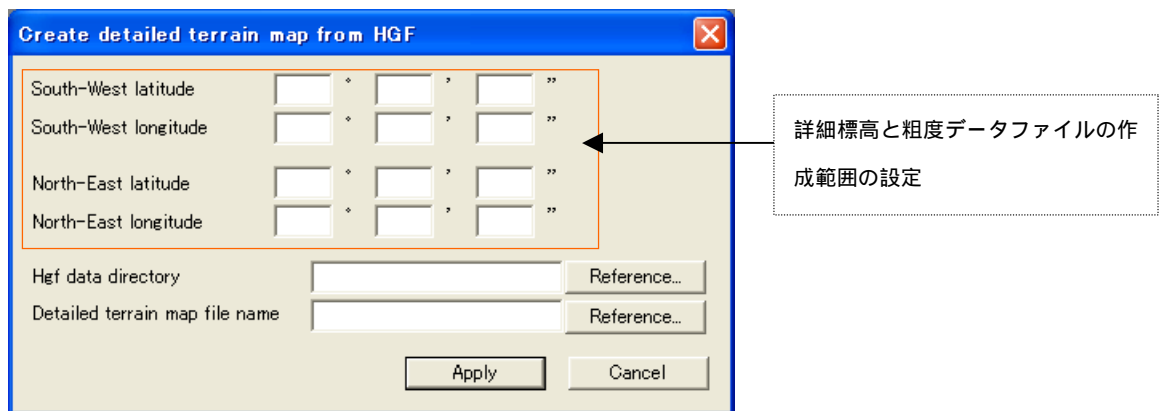 Create detailed terrain map from HGF
South-West latitude ° ’ ”
South-West longitude ° ’ ”
North-East latitude ° ’ ”
North-East longitude ° ’ ”
Hgf data directory Reference...
Detailed terrain map file name Reference...
Apply Cancel
詳細標高と粗度データファイルの作
成範囲の設定